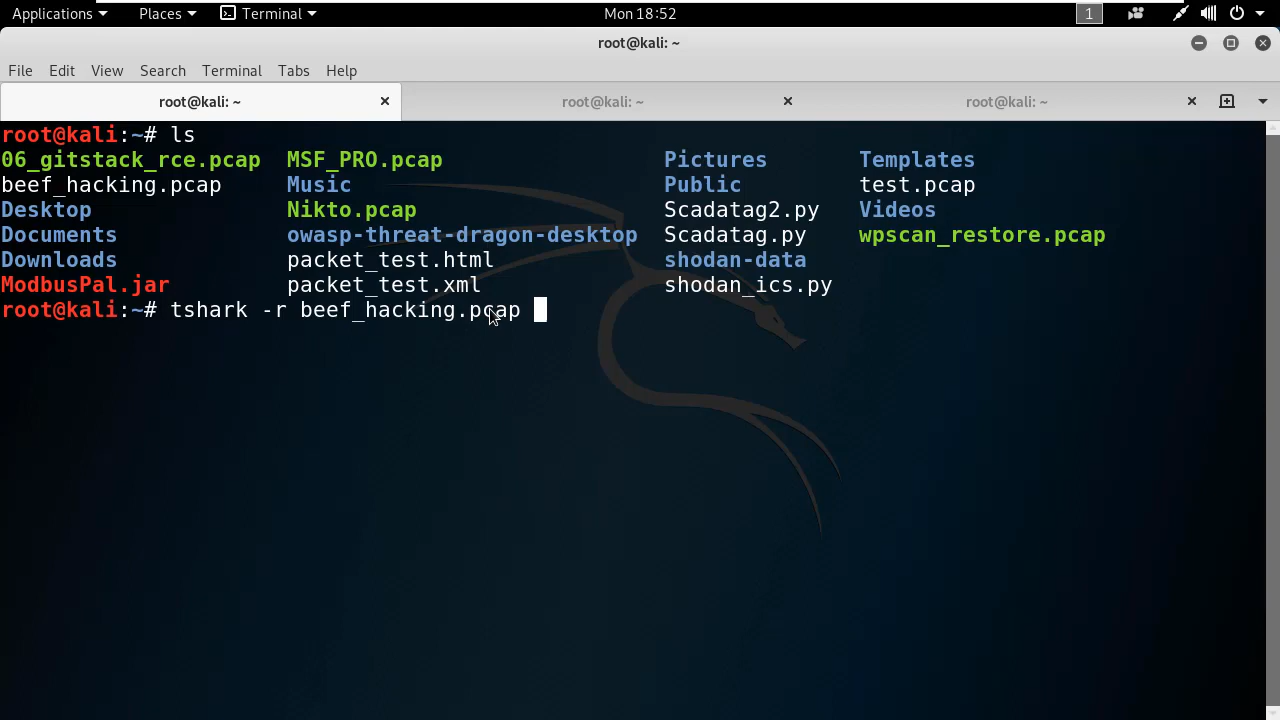 Applications Places Terminal Mon 18:52 1
root@kali: ~
File Edit View Search Terminal Tabs Help
root@kali: ~ root@kali: ~ root@kali: ~
root@kali:~# ls
06_gitstack_rce.pcap MSF_PRO.pcap Pictures Templates
beef_hacking.pcap Music Public test.pcap
Desktop Nikto.pcap Scadatag2.py Videos
Documents owasp-threat-dragon-desktop Scadatag.py wpscan_restore.pcap
Downloads packet_test.html shodan-data
ModbusPal.jar packet_test.xml shodan_ics.py
root@kali:~# tshark -r beef_hacking.pcap